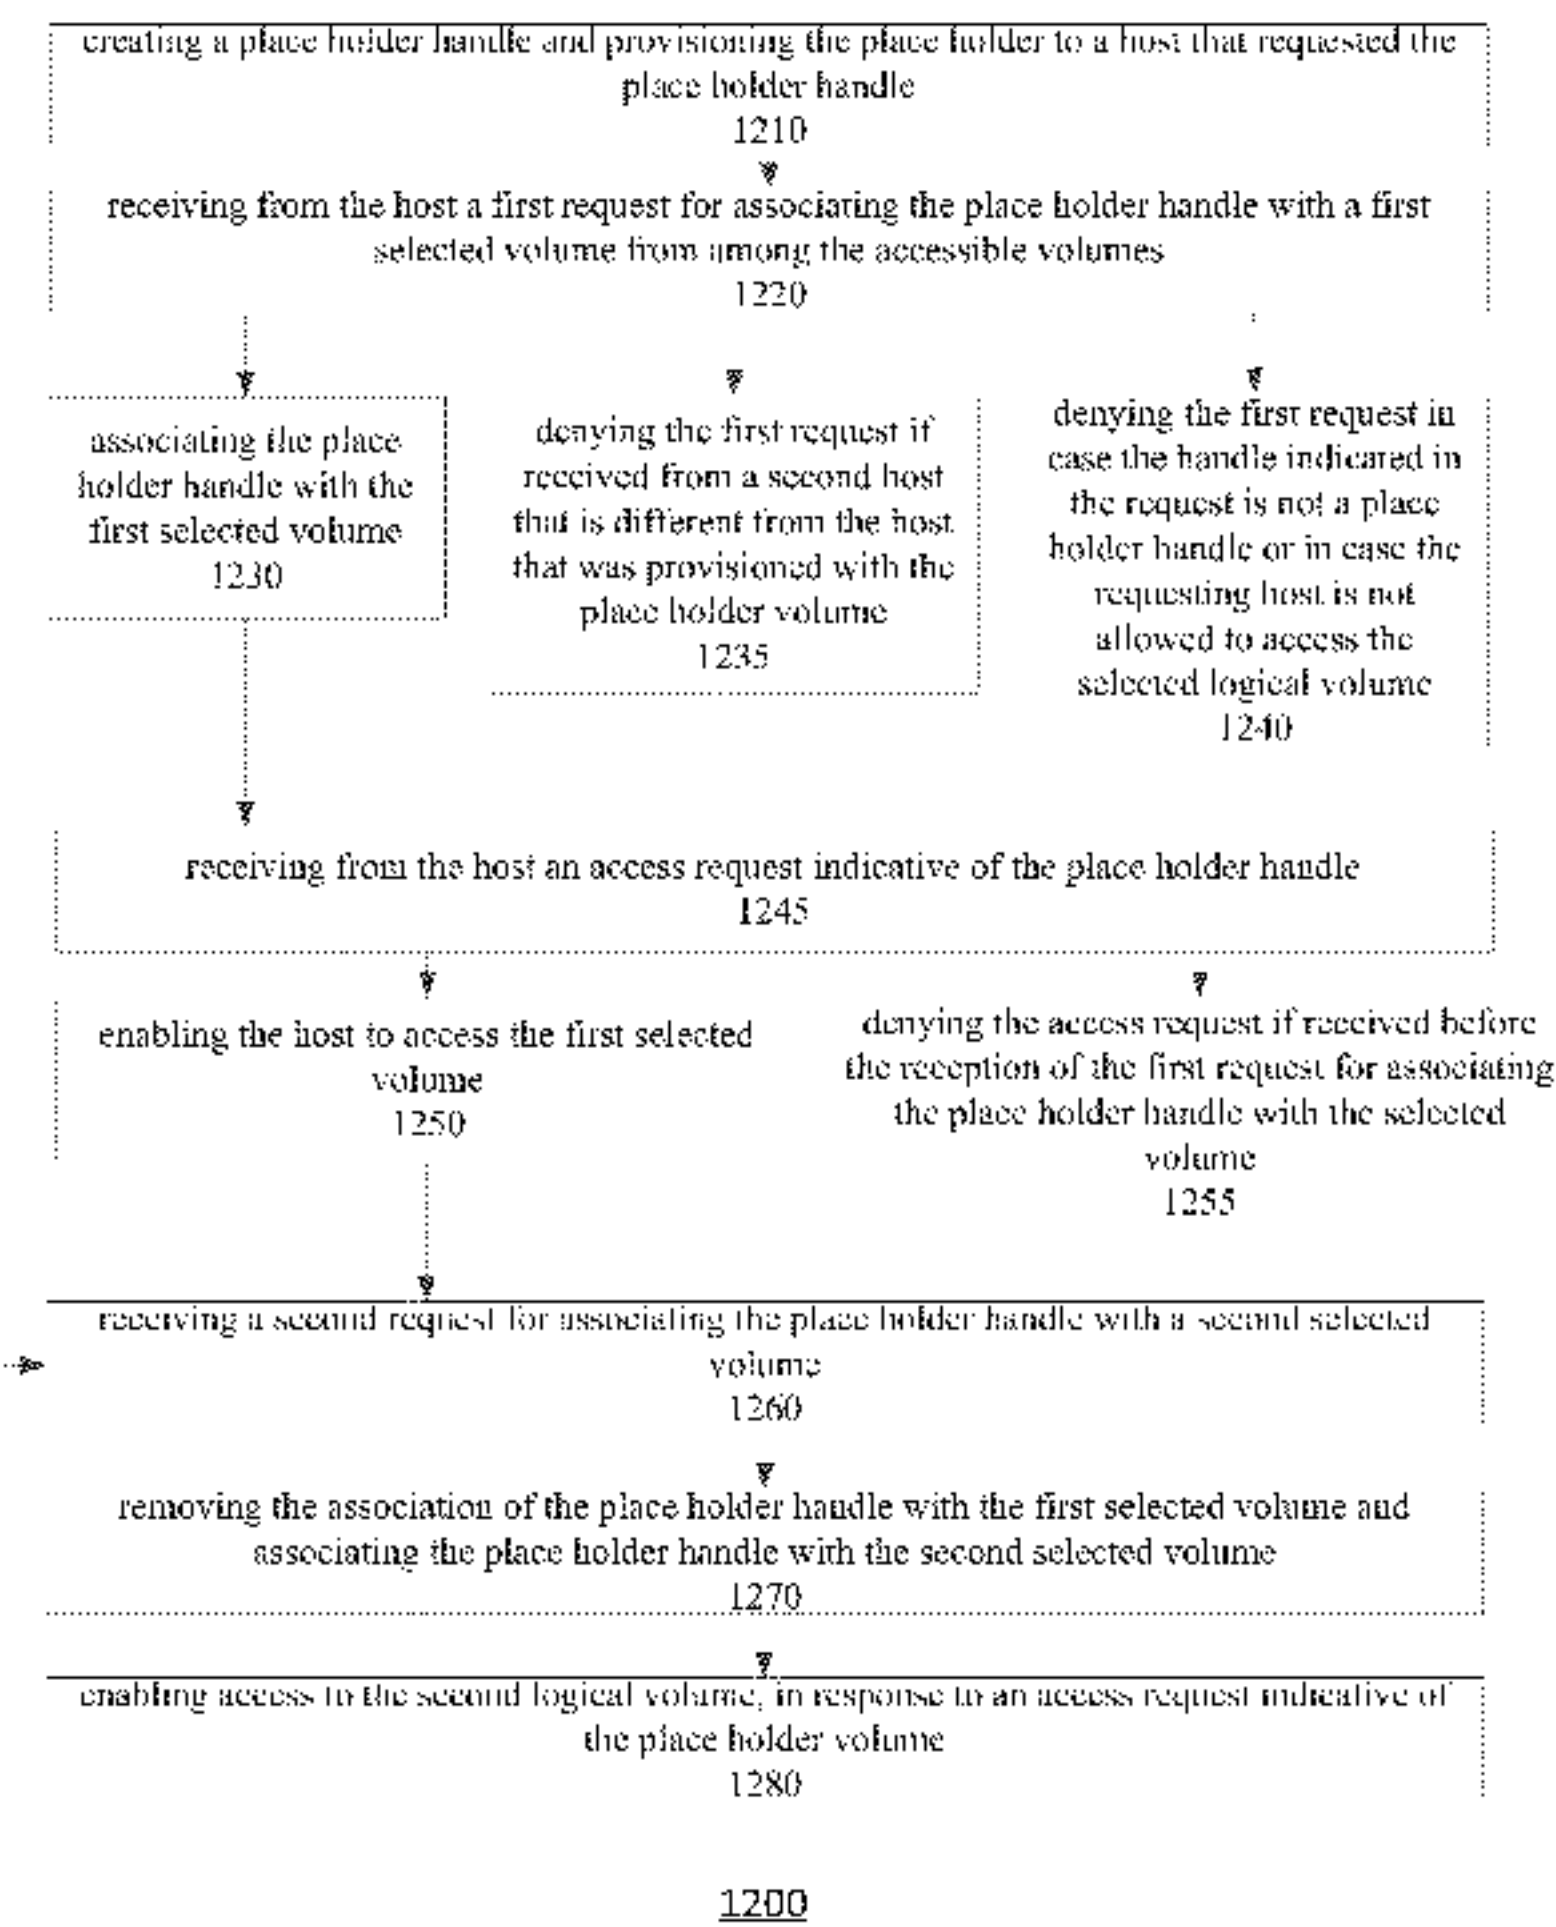 creating a place holder handle and provisioning the place holder to a host that requested the
place holder handle
1210
receiving from the host a first request for associating the place holder handle with a first
selected volume from among the accessible volumes
1220
associating the place
holder handle with the
first selected volume
1230
denying the first request if
received from a second host
that is different from the host
that was provisioned with the
place holder volume
1235
denying the first request in
case the handle indicated in
the request is not a place
holder handle or in case the
requesting host is not
allowed to access the
selected logical volume
1240
receiving from the host an access request indicative of the place holder handle
1245
enabling the host to access the first selected
volume
1250
denying the access request if received before
the reception of the first request for associating
the place holder handle with the selected
volume
1255
receiving a second request for associating the place holder handle with a second selected
volume
1260
removing the association of the place holder handle with the first selected volume and
associating the place holder handle with the second selected volume
1270
enabling access to the second logical volume, in response to an access request indicative of
the place holder volume
1280
1200